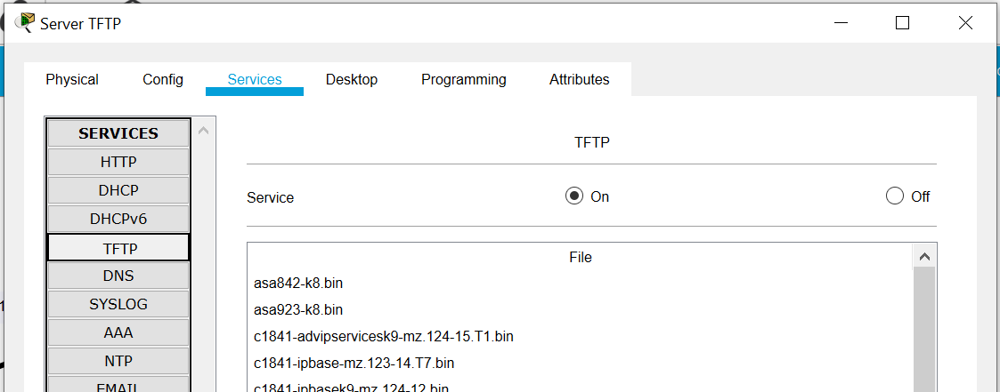 Server TFTP
Physical Config Services Desktop Programming Attributes
SERVICES
HTTP
DHCP
DHCPv6
TFTP
DNS
SYSLOG
AAA
NTP
EMAIL
TFTP
Service On Off
File
asa842-k8.bin
asa923-k8.bin
c1841-advipservicesk9-mz.124-15.T1.bin
c1841-ipbase-mz.123-14.T7.bin
c1841-ipbasek9-mz.124-12.bin